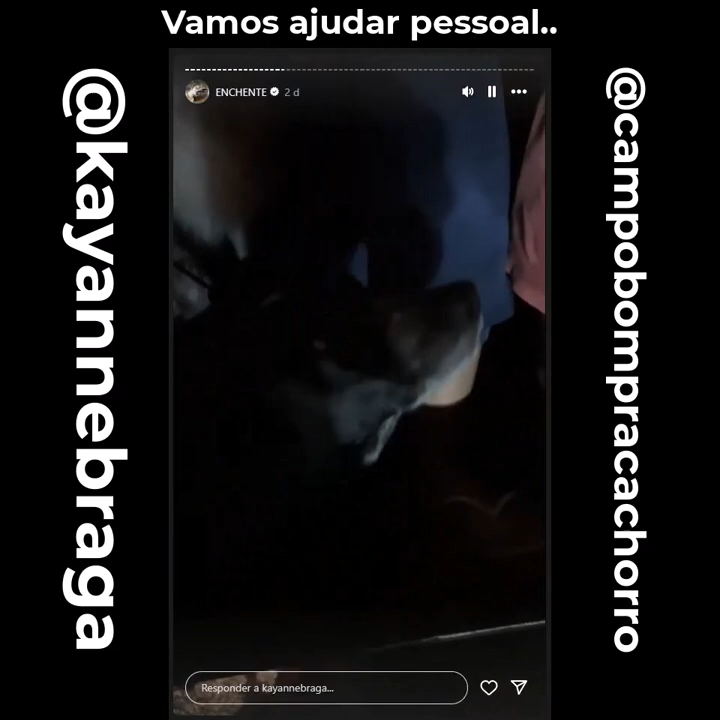 Vamos ajudar pessoal..
@kayannebraga
ENCHENTE 2 d
Responder a kayannebraga...
@campobompracachorro